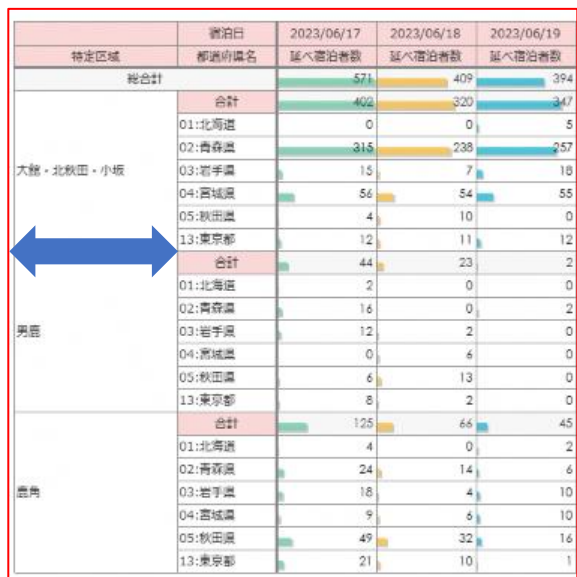 宿泊日 2023/06/17 2023/06/18 2023/06/19
特定区域 都道府県名 延べ宿泊者数 延べ宿泊者数 延べ宿泊者数
総合計 571 409 394
合計 402 320 347
01:北海道 0 0 5
02:青森県 315 238 257
大館・北秋田・小坂 03:岩手県 15 7 18
04:宮城県 56 54 55
05:秋田県 4 10 0
13:東京都 12 11 12
合計 44 23 2
01:北海道 2 0 0
02:青森県 16 0 2
男鹿 03:岩手県 12 2 0
04:宮城県 0 6 0
05:秋田県 6 13 0
13:東京都 8 2 0
合計 125 66 45
01:北海道 4 0 2
02:青森県 24 14 6
鹿角 03:岩手県 18 4 10
04:宮城県 9 6 10
05:秋田県 49 32 16
13:東京都 21 10 1